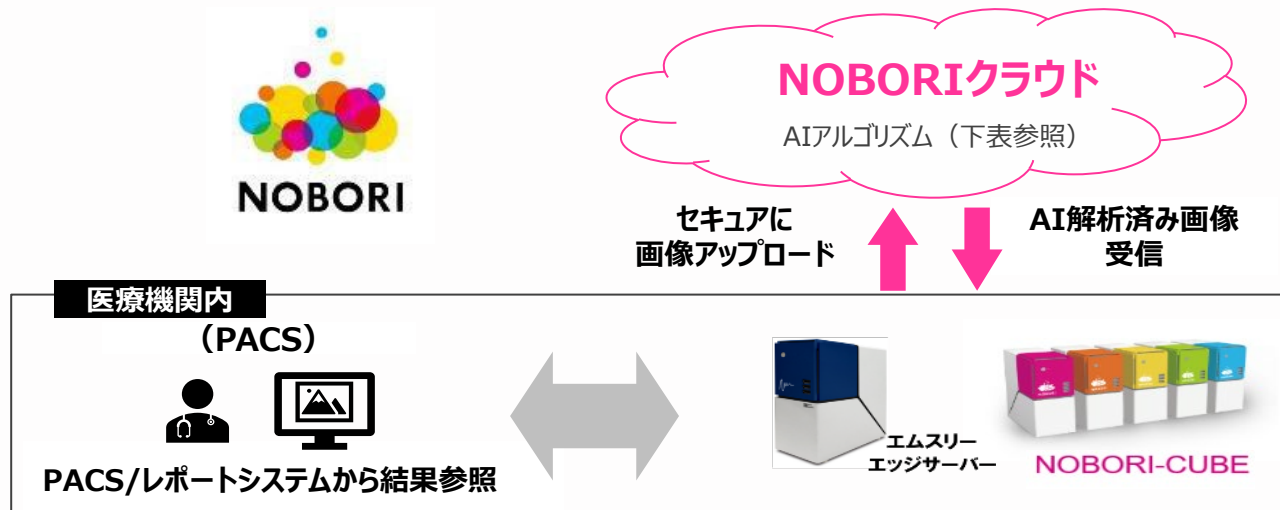 NOBORI
NOBORIクラウド
AIアルゴリズム（下表参照）
セキュアに
画像アップロード
AI解析済み画像
受信
医療機関内
（PACS）
PACS/レポートシステムから結果参照
エムスリー
エッジサーバー
NOBORI-CUBE